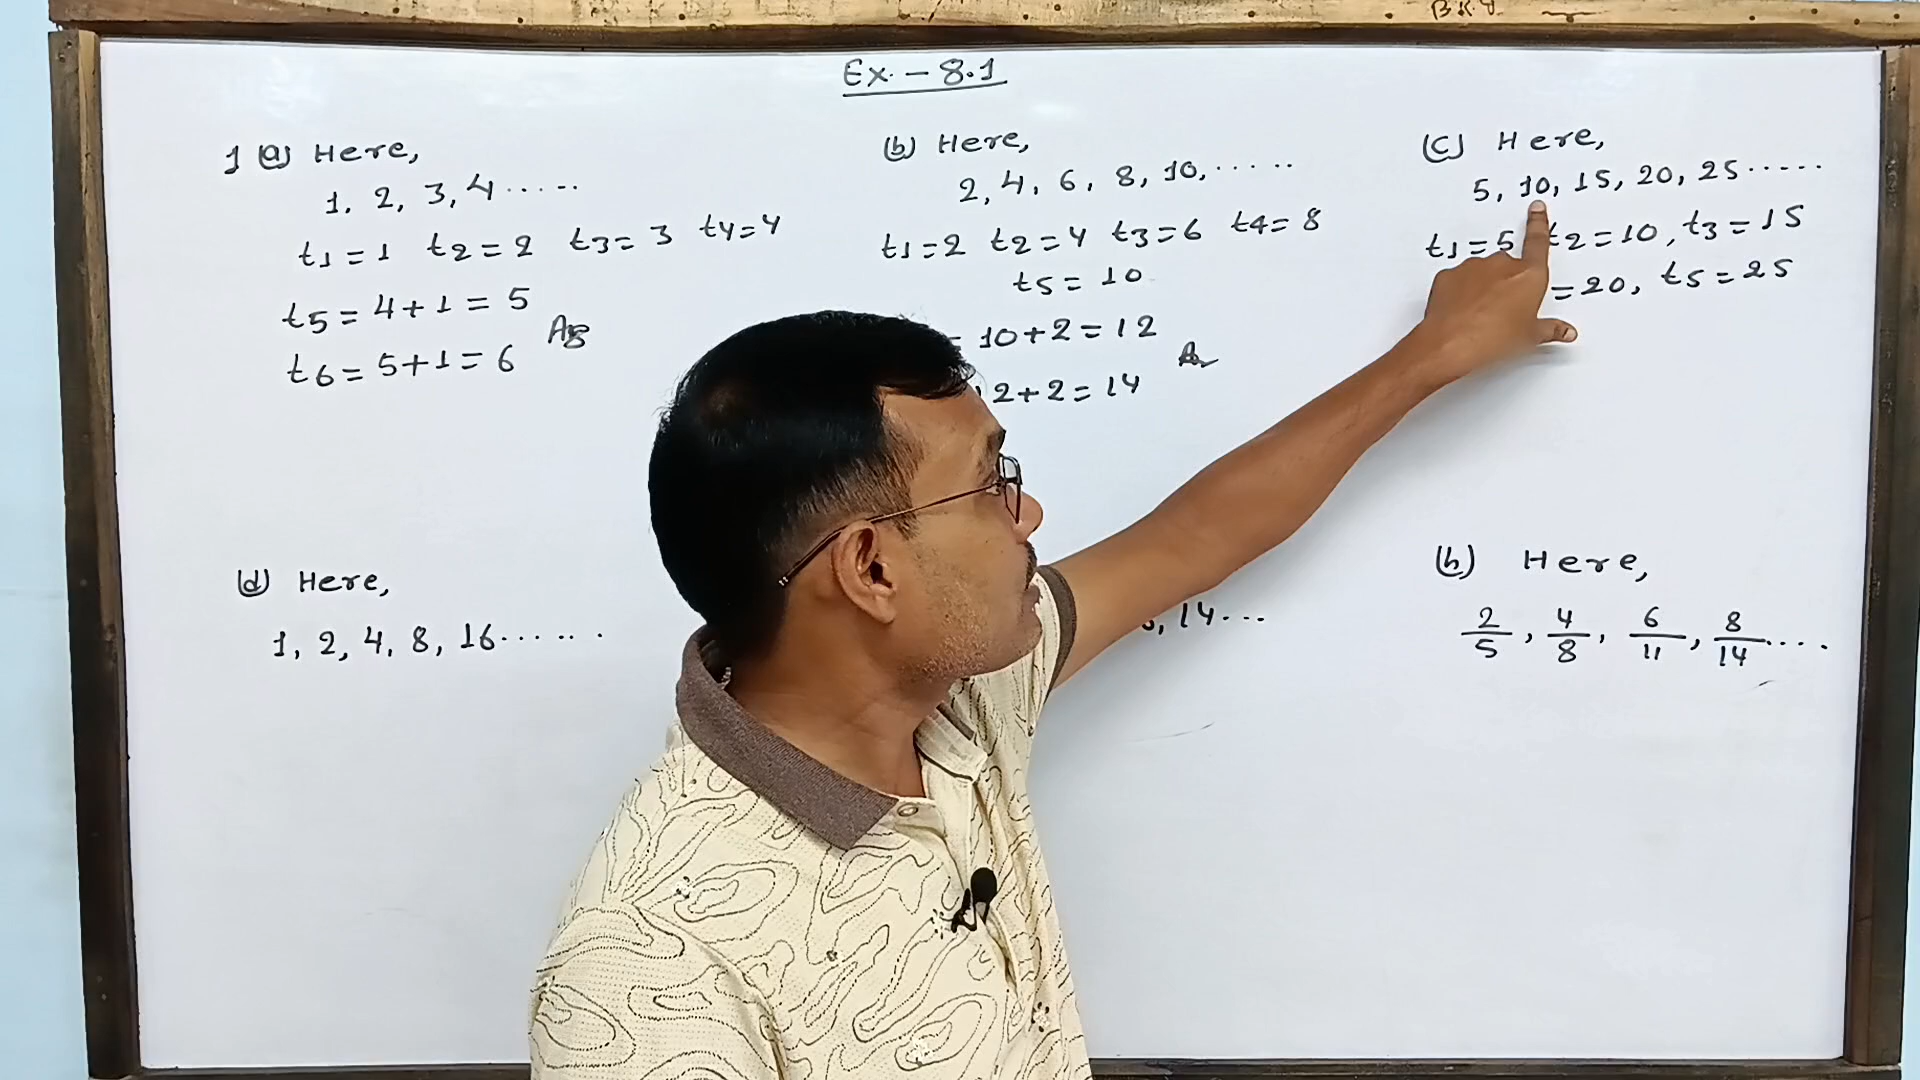 B.K.Y
Ex. - 8.1
1 (a) Here,
1, 2, 3, 4 ......
t1 = 1 t2 = 2 t3 = 3 t4 = 4
t5 = 4 + 1 = 5
t6 = 5 + 1 = 6
(b) Here,
2, 4, 6, 8, 10, ......
t1 = 2 t2 = 4 t3 = 6 t4 = 8
t5 = 10
= 10 + 2 = 12
12 + 2 = 14
(c) Here,
5, 10, 15, 20, 25 ......
t1 = 5 t2 = 10, t3 = 15
= 20, t5 = 25
(d) Here,
1, 2, 4, 8, 16 ......
, 14 ...
(h) Here,
2/5, 4/8, 6/11, 8/14 ....